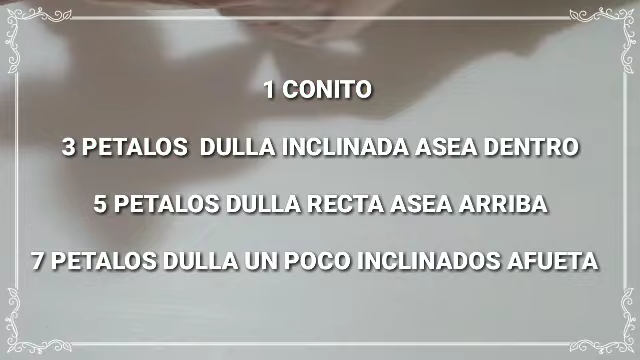 1 CONITO
3 PETALOS DULLA INCLINADA ASEA DENTRO
5 PETALOS DULLA RECTA ASEA ARRIBA
7 PETALOS DULLA UN POCO INCLINADOS AFUETA